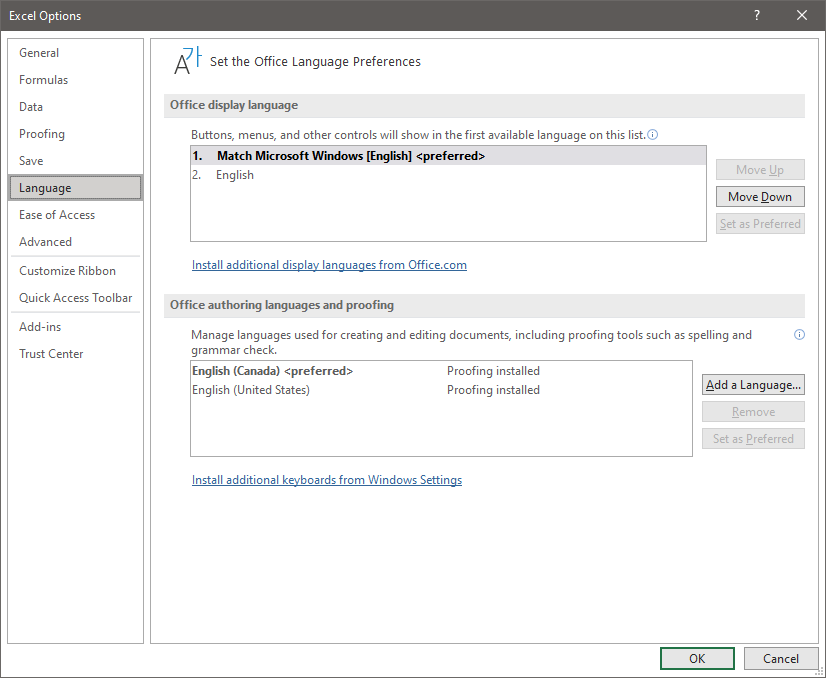 Excel Options
?
General
Formulas
Data
Proofing
Save
Language
Ease of Access
Advanced
Customize Ribbon
Quick Access Toolbar
Add-ins
Trust Center
A가 Set the Office Language Preferences
Office display language
Buttons, menus, and other controls will show in the first available language on this list.
1. Match Microsoft Windows [English] <preferred>
2. English
Move Up
Move Down
Set as Preferred
Install additional display languages from Office.com
Office authoring languages and proofing
Manage languages used for creating and editing documents, including proofing tools such as spelling and
grammar check.
English (Canada) <preferred> Proofing installed
English (United States) Proofing installed
Add a Language...
Remove
Set as Preferred
Install additional keyboards from Windows Settings
OK
Cancel